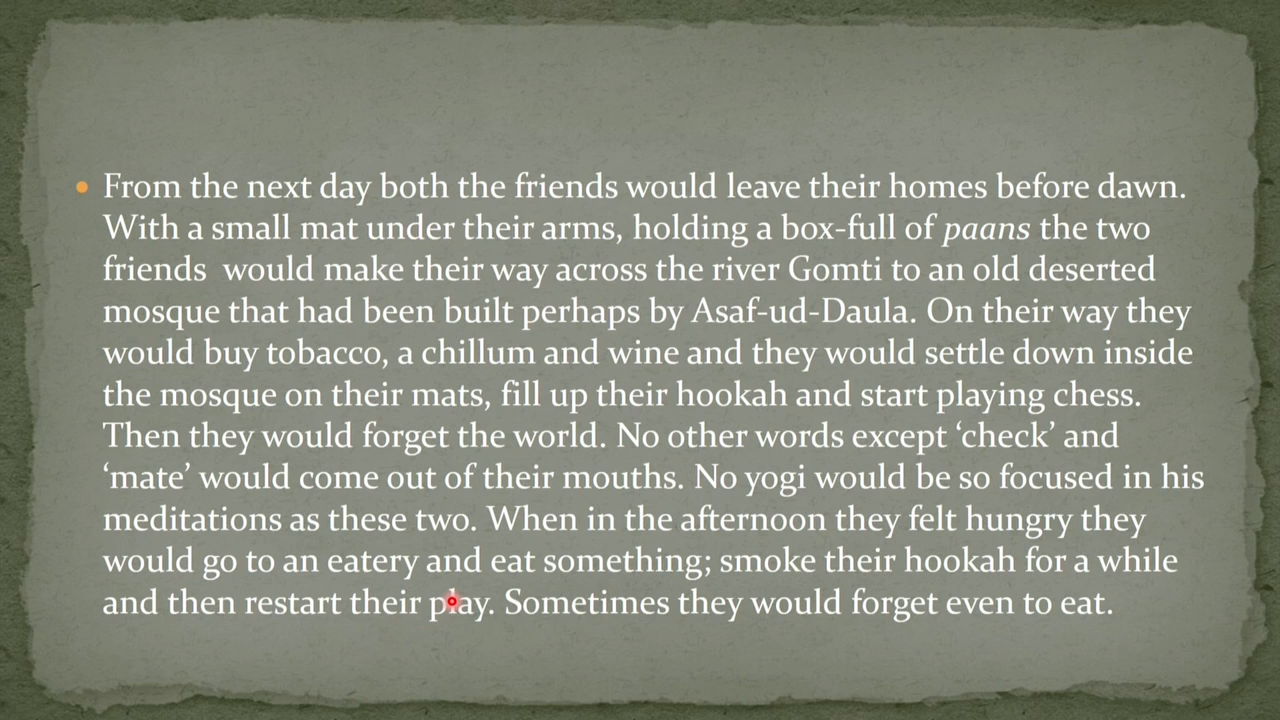 From the next day both the friends would leave their homes before dawn.
With a small mat under their arms, holding a box-full of paans the two
friends  would make their way across the river Gomti to an old deserted
mosque that had been built perhaps by Asaf-ud-Daula. On their way they
would buy tobacco, a chillum and wine and they would settle down inside
the mosque on their mats, fill up their hookah and start playing chess.
Then they would forget the world. No other words except ‘check’ and
‘mate’ would come out of their mouths. No yogi would be so focused in his
meditations as these two. When in the afternoon they felt hungry they
would go to an eatery and eat something; smoke their hookah for a while
and then restart their play. Sometimes they would forget even to eat.